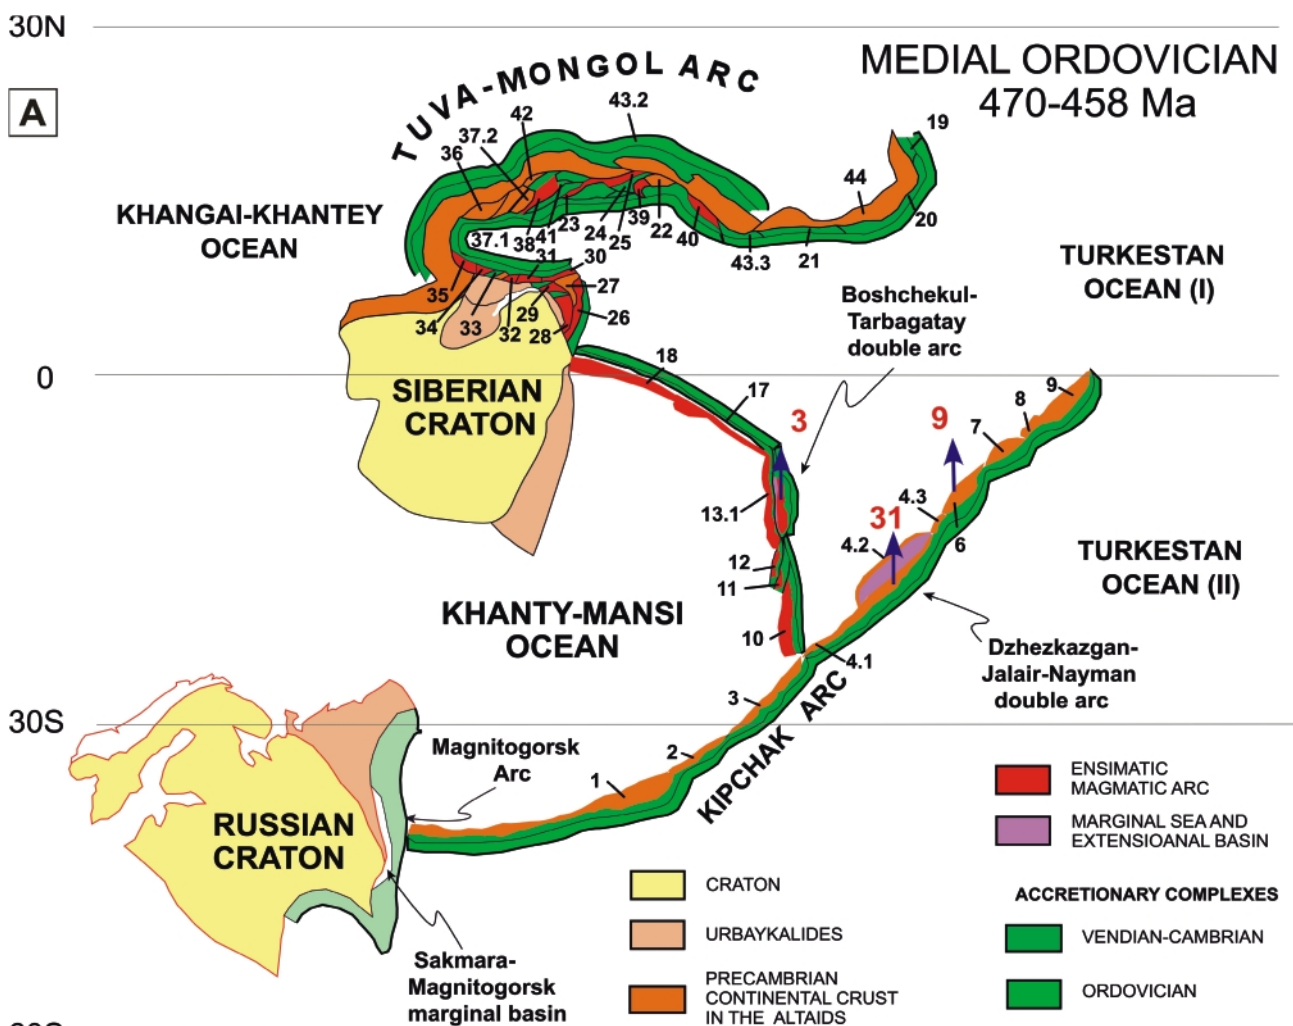 30N
A
TUVA-MONGOL ARC
MEDIAL ORDOVICIAN
470-458 Ma
KHANGAI-KHANTEY
OCEAN
36
37.2
42
43.2
19
44
20
37.1
38
41
23
24
25
39
22
40
43.3
21
31
30
27
26
35
34
33
32
29
28
TURKESTAN
OCEAN (I)
Boshchekul-
Tarbagatay
double arc
0
SIBERIAN
CRATON
18
17
3
13.1
12
11
10
9
8
7
9
4.3
31
4.2
6
4.1
TURKESTAN
OCEAN (II)
KHANTY-MANSI
OCEAN
Dzhezkazgan-
Jalair-Nayman
double arc
30S
3
2
1
KIPCHAK ARC
Magnitogorsk
Arc
RUSSIAN
CRATON
Sakmara-
Magnitogorsk
marginal basin
CRATON
URBAYKALIDES
PRECAMBRIAN
CONTINENTAL CRUST
IN THE ALTAIDS
ENSIMATIC
MAGMATIC ARC
MARGINAL SEA AND
EXTENSIOANAL BASIN
ACCRETIONARY COMPLEXES
VENDIAN-CAMBRIAN
ORDOVICIAN